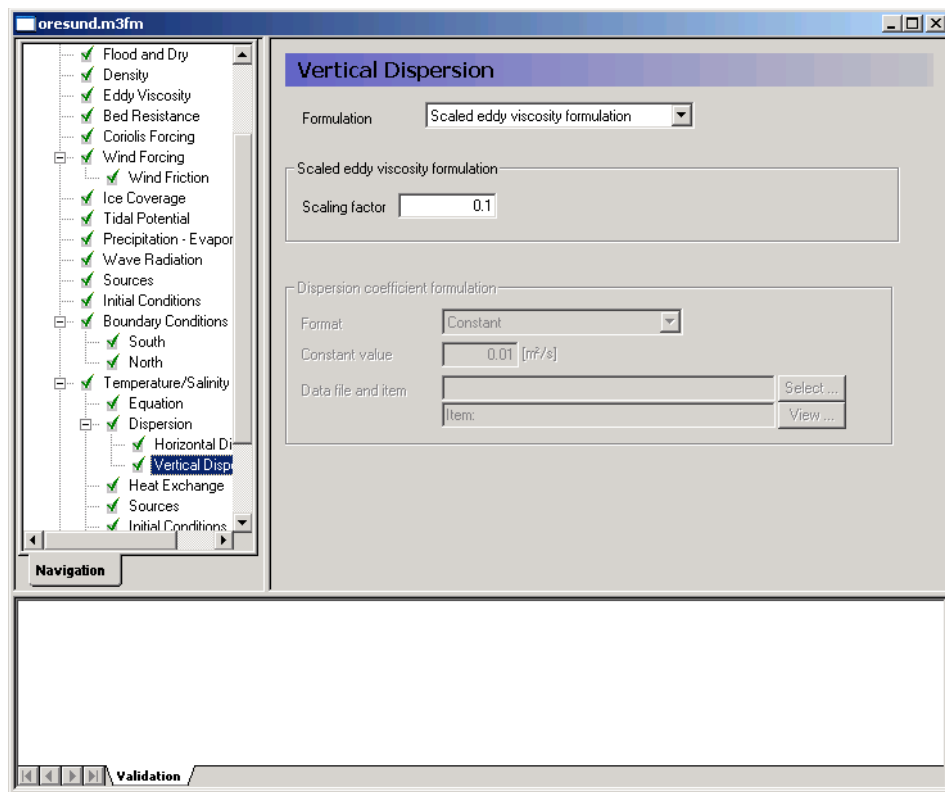 oresund.m3fm
Flood and Dry
Density
Eddy Viscosity
Bed Resistance
Coriolis Forcing
Wind Forcing
Wind Friction
Ice Coverage
Tidal Potential
Precipitation - Evapor
Wave Radiation
Sources
Initial Conditions
Boundary Conditions
South
North
Temperature/Salinity
Equation
Dispersion
Horizontal Di
Vertical Dispe
Heat Exchange
Sources
Initial Conditions
Navigation
Vertical Dispersion
Formulation Scaled eddy viscosity formulation
Scaled eddy viscosity formulation
Scaling factor 0.1
Dispersion coefficient formulation
Format Constant
Constant value 0.01 [m²/s]
Data file and item Select ...
Item: View ...
Validation